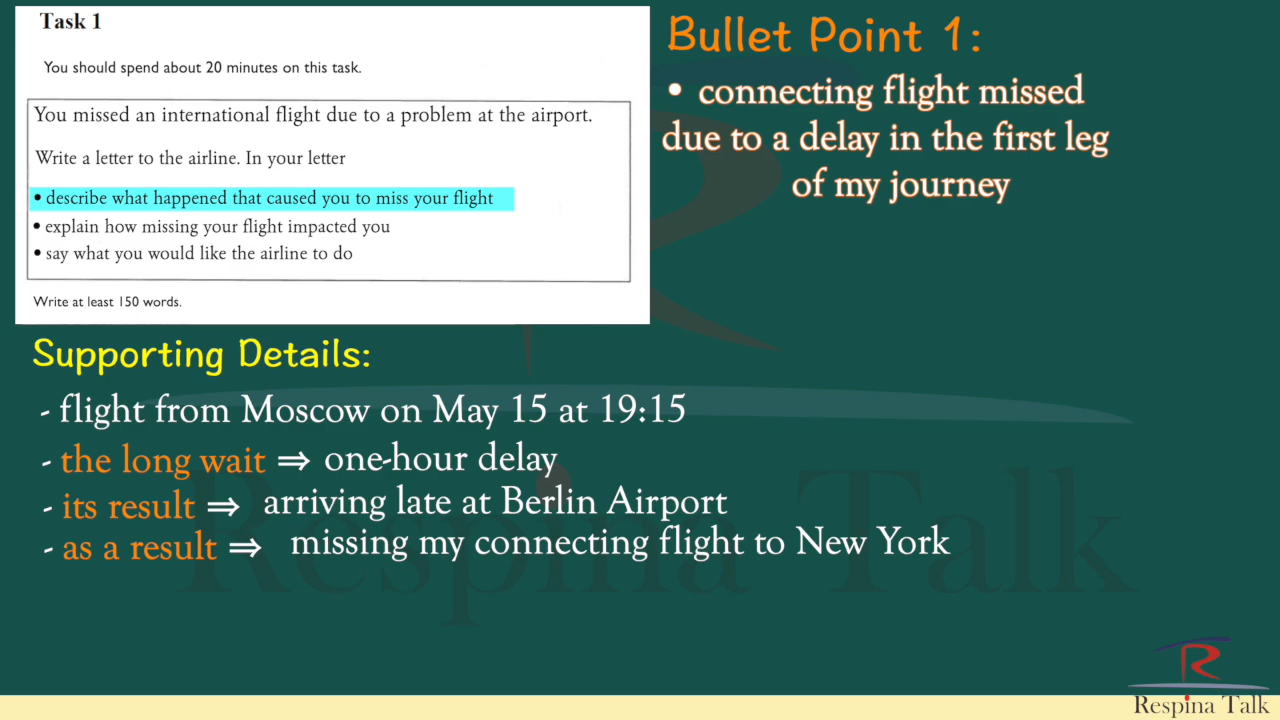 Task 1
You should spend about 20 minutes on this task.
You missed an international flight due to a problem at the airport.
Write a letter to the airline. In your letter
• describe what happened that caused you to miss your flight
• explain how missing your flight impacted you
• say what you would like the airline to do
Write at least 150 words.
Bullet Point 1:
• connecting flight missed
due to a delay in the first leg
of my journey
Supporting Details:
- flight from Moscow on May 15 at 19:15
- the long wait ⇒ one-hour delay
- its result ⇒ arriving late at Berlin Airport
- as a result ⇒ missing my connecting flight to New York
Respina Talk
Respina Talk